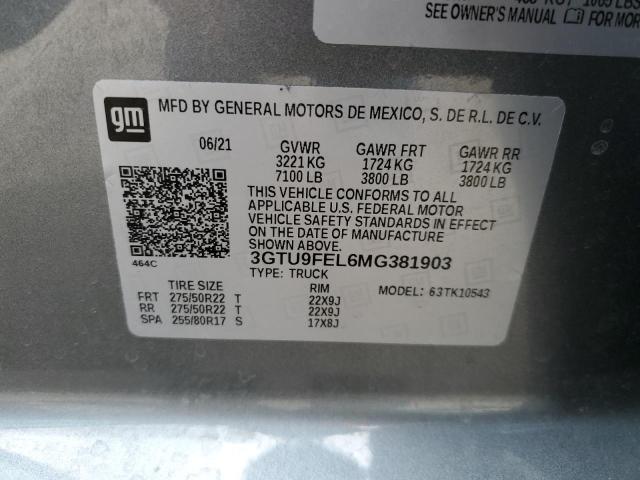 SEE OWNER'S MANUAL FOR MOR
gm
MFD BY GENERAL MOTORS DE MEXICO, S. DE R.L. DE C.V.
06/21 GVWR GAWR FRT GAWR RR
3221 KG 1724 KG 1724 KG
7100 LB 3800 LB 3800 LB
THIS VEHICLE CONFORMS TO ALL
APPLICABLE U.S. FEDERAL MOTOR
VEHICLE SAFETY STANDARDS IN EFFECT
ON THE DATE OF MANUFACTURE
SHOWN ABOVE.
464C
3GTU9FEL6MG381903
TYPE: TRUCK
TIRE SIZE RIM MODEL: 63TK10543
FRT 275/50R22 T 22X9J
RR 275/50R22 T 22X9J
SPA 255/80R17 S 17X8J